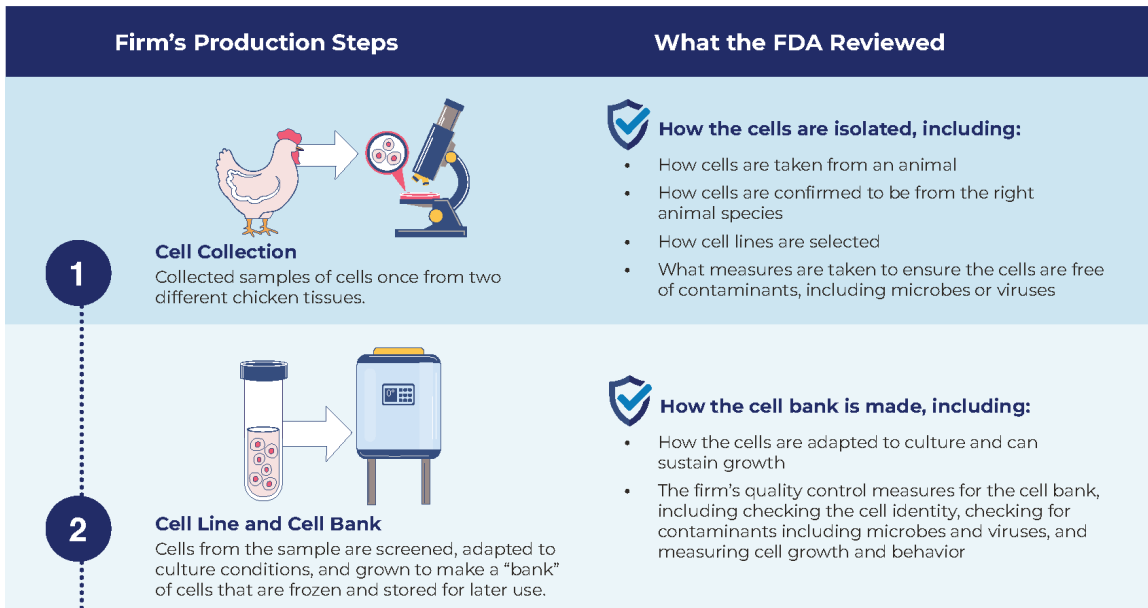 Firm's Production Steps
What the FDA Reviewed
1
Cell Collection
Collected samples of cells once from two
different chicken tissues.
How the cells are isolated, including:
• How cells are taken from an animal
• How cells are confirmed to be from the right
animal species
• How cell lines are selected
• What measures are taken to ensure the cells are free
of contaminants, including microbes or viruses
2
Cell Line and Cell Bank
Cells from the sample are screened, adapted to
culture conditions, and grown to make a “bank”
of cells that are frozen and stored for later use.
How the cell bank is made, including:
• How the cells are adapted to culture and can
sustain growth
• The firm's quality control measures for the cell bank,
including checking the cell identity, checking for
contaminants including microbes and viruses, and
measuring cell growth and behavior